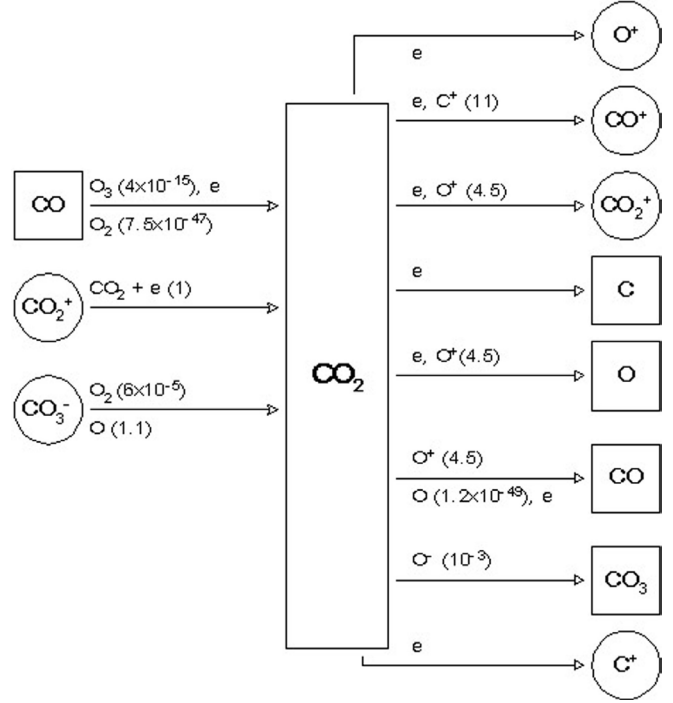 O⁺
e
e, C⁺ (11)
CO⁺
O₃ (4×10⁻¹⁵), e
CO
O₂ (7.5×10⁻⁴⁷)
e, O⁺ (4.5)
CO₂⁺
e
C
CO₂ + e (1)
CO₂⁺
e, O⁺(4.5)
O
CO₂
O₂ (6×10⁻⁵)
CO₃⁻
O (1.1)
O⁺ (4.5)
CO
O (1.2×10⁻⁴⁹), e
O⁻ (10⁻³)
CO₃
e
C⁺